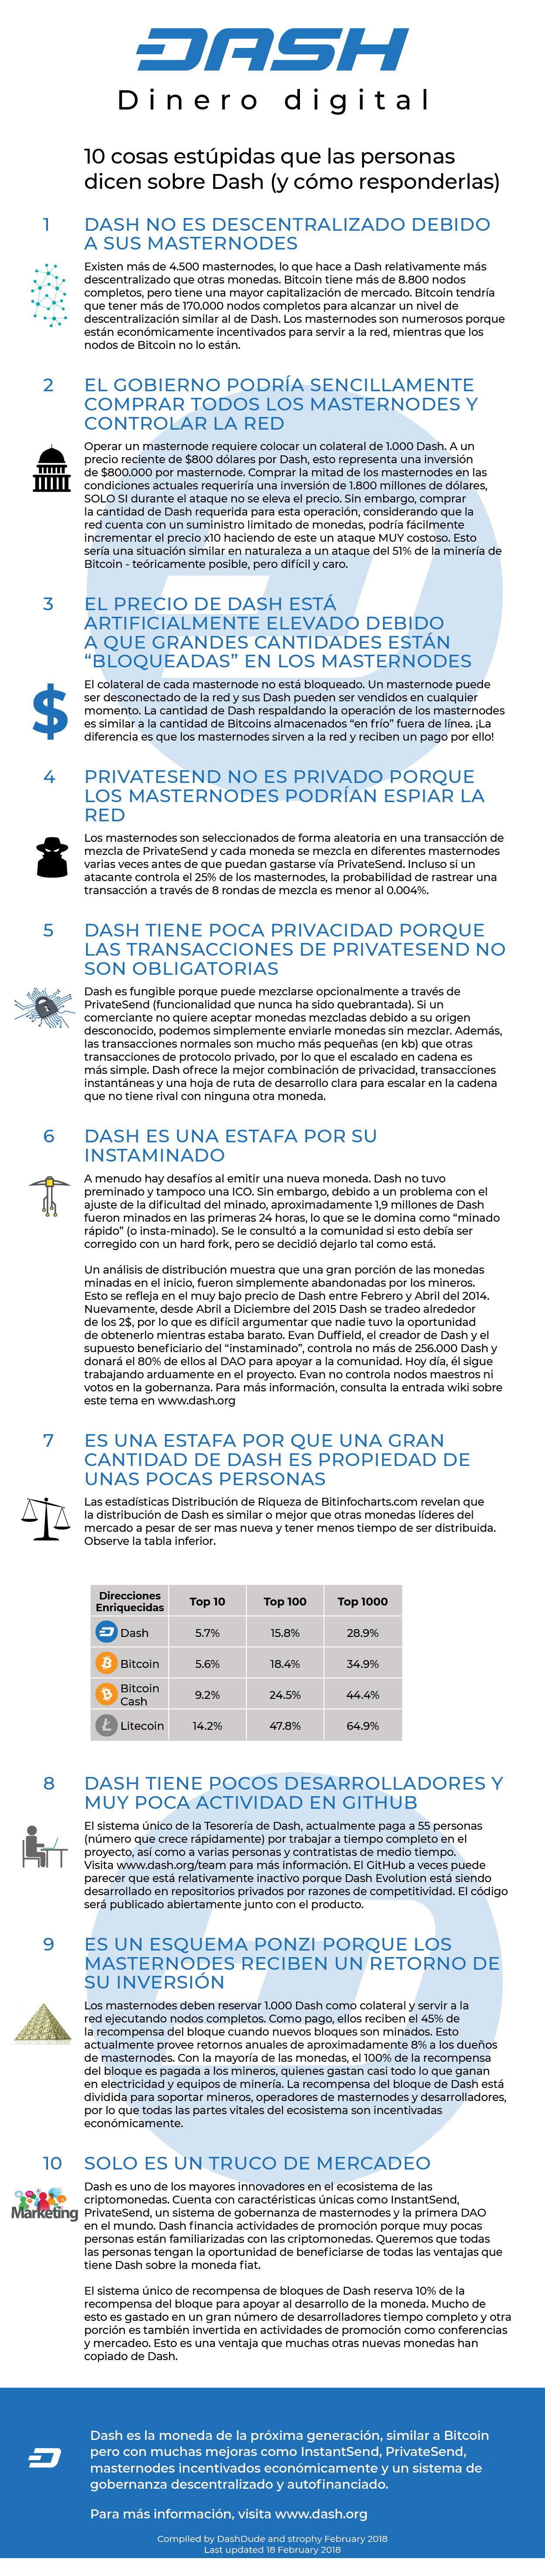 DASH
Dinero digital
10 cosas estúpidas que las personas
dicen sobre Dash (y cómo responderlas)
1 DASH NO ES DESCENTRALIZADO DEBIDO
A SUS MASTERNODES
Existen más de 4.500 masternodes, lo que hace a Dash relativamente más
descentralizado que otras monedas. Bitcoin tiene más de 8.800 nodos
completos, pero tiene una mayor capitalización de mercado. Bitcoin tendría
que tener más de 170.000 nodos completos para alcanzar un nivel de
descentralización similar al de Dash. Los masternodes son numerosos porque
están económicamente incentivados para servir a la red, mientras que los
nodos de Bitcoin no lo están.
2 EL GOBIERNO PODRÍA SENCILLAMENTE
COMPRAR TODOS LOS MASTERNODES Y
CONTROLAR LA RED
Operar un masternode requiere colocar un colateral de 1.000 Dash. A un
precio reciente de $800 dólares por Dash, esto representa una inversión
de $800.000 por masternode. Comprar la mitad de los masternodes en las
condiciones actuales requeriría una inversión de 1.800 millones de dólares,
SOLO SI durante el ataque no se eleva el precio. Sin embargo, comprar
la cantidad de Dash requerida para esta operación, considerando que la
red cuenta con un suministro limitado de monedas, podría fácilmente
incrementar el precio x10 haciendo de este un ataque MUY costoso. Esto
sería una situación similar en naturaleza a un ataque del 51% de la minería de
Bitcoin - teóricamente posible, pero difícil y caro.
3 EL PRECIO DE DASH ESTÁ
ARTIFICIALMENTE ELEVADO DEBIDO
A QUE GRANDES CANTIDADES ESTÁN
“BLOQUEADAS” EN LOS MASTERNODES
El colateral de cada masternode no está bloqueado. Un masternode puede
ser desconectado de la red y sus Dash pueden ser vendidos en cualquier
momento. La cantidad de Dash respaldando la operación de los masternodes
es similar a la cantidad de Bitcoins almacenados “en frío” fuera de línea. ¡La
diferencia es que los masternodes sirven a la red y reciben un pago por ello!
4 PRIVATESEND NO ES PRIVADO PORQUE
LOS MASTERNODES PODRÍAN ESPIAR LA
RED
Los masternodes son seleccionados de forma aleatoria en una transacción de
mezcla de PrivateSend y cada moneda se mezcla en diferentes masternodes
varias veces antes de que puedan gastarse vía PrivateSend. Incluso si un
atacante controla el 25% de los masternodes, la probabilidad de rastrear una
transacción a través de 8 rondas de mezcla es menor al 0.004%.
5 DASH TIENE POCA PRIVACIDAD PORQUE
LAS TRANSACCIONES DE PRIVATESEND NO
SON OBLIGATORIAS
Dash es fungible porque puede mezclarse opcionalmente a través de
PrivateSend (funcionalidad que nunca ha sido quebrantada). Si un
comerciante no quiere aceptar monedas mezcladas debido a su origen
desconocido, podemos simplemente enviarle monedas sin mezclar. Además,
las transacciones normales son mucho más pequeñas (en kb) que otras
transacciones de protocolo privado, por lo que el escalado en cadena es
más simple. Dash ofrece la mejor combinación de privacidad, transacciones
instantáneas y una hoja de ruta de desarrollo clara para escalar en la cadena
que no tiene rival con ninguna otra moneda.
6 DASH ES UNA ESTAFA POR SU
INSTAMINADO
A menudo hay desafíos al emitir una nueva moneda. Dash no tuvo
preminado y tampoco una ICO. Sin embargo, debido a un problema con el
ajuste de la dificultad del minado, aproximadamente 1,9 millones de Dash
fueron minados en las primeras 24 horas, lo que se le domina como “minado
rápido” (o insta-minado). Se le consultó a la comunidad si esto debía ser
corregido con un hard fork, pero se decidió dejarlo tal como está.
Un análisis de distribución muestra que una gran porción de las monedas
minadas en el inicio, fueron simplemente abandonadas por los mineros.
Esto se refleja en el muy bajo precio de Dash entre Febrero y Abril del 2014.
Nuevamente, desde Abril a Diciembre del 2015 Dash se tradeo alrededor
de los 2$, por lo que es difícil argumentar que nadie tuvo la oportunidad
de obtenerlo mientras estaba barato. Evan Duffield, el creador de Dash y el
supuesto beneficiario del “instaminado”, controla no más de 256.000 Dash y
donará el 80% de ellos al DAO para apoyar a la comunidad. Hoy día, él sigue
trabajando arduamente en el proyecto. Evan no controla nodos maestros ni
votos en la gobernanza. Para más información, consulta la entrada wiki sobre
este tema en www.dash.org
7 ES UNA ESTAFA POR QUE UNA GRAN
CANTIDAD DE DASH ES PROPIEDAD DE
UNAS POCAS PERSONAS
Las estadísticas Distribución de Riqueza de Bitinfocharts.com revelan que
la distribución de Dash es similar o mejor que otras monedas líderes del
mercado a pesar de ser mas nueva y tener menos tiempo de ser distribuida.
Observe la tabla inferior.
Direcciones
Enriquecidas Top 10 Top 100 Top 1000
Dash 5.7% 15.8% 28.9%
Bitcoin 5.6% 18.4% 34.9%
Bitcoin
Cash 9.2% 24.5% 44.4%
Litecoin 14.2% 47.8% 64.9%
8 DASH TIENE POCOS DESARROLLADORES Y
MUY POCA ACTIVIDAD EN GITHUB
El sistema único de la Tesorería de Dash, actualmente paga a 55 personas
(número que crece rápidamente) por trabajar a tiempo completo en el
proyecto, así como a varias personas y contratistas de medio tiempo.
Visita www.dash.org/team para más información. El GitHub a veces puede
parecer que está relativamente inactivo porque Dash Evolution está siendo
desarrollado en repositorios privados por razones de competitividad. El código
será publicado abiertamente junto con el producto.
9 ES UN ESQUEMA PONZI PORQUE LOS
MASTERNODES RECIBEN UN RETORNO DE
SU INVERSIÓN
Los masternodes deben reservar 1.000 Dash como colateral y servir a la
red ejecutando nodos completos. Como pago, ellos reciben el 45% de
la recompensa del bloque cuando nuevos bloques son minados. Esto
actualmente provee retornos anuales de aproximadamente 8% a los dueños
de masternodes. Con la mayoría de las monedas, el 100% de la recompensa
del bloque es pagada a los mineros, quienes gastan casi todo lo que ganan
en electricidad y equipos de minería. La recompensa del bloque de Dash está
dividida para soportar mineros, operadores de masternodes y desarrolladores,
por lo que todas las partes vitales del ecosistema son incentivadas
económicamente.
10 SOLO ES UN TRUCO DE MERCADEO
Marketing
Dash es uno de los mayores innovadores en el ecosistema de las
criptomonedas. Cuenta con caractéristicas únicas como InstantSend,
PrivateSend, un sistema de gobernanza de masternodes y la primera DAO
en el mundo. Dash financia actividades de promoción porque muy pocas
personas están familiarizadas con las criptomonedas. Queremos que todas
las personas tengan la oportunidad de beneficiarse de todas las ventajas que
tiene Dash sobre la moneda fiat.
El sistema único de recompensa de bloques de Dash reserva 10% de la
recompensa del bloque para apoyar al desarrollo de la moneda. Mucho de
esto es gastado en un gran número de desarrolladores tiempo completo y otra
porción es también invertida en actividades de promoción como conferencias
y mercadeo. Esto es una ventaja que muchas otras nuevas monedas han
copiado de Dash.
Dash es la moneda de la próxima generación, similar a Bitcoin
pero con muchas mejoras como InstantSend, PrivateSend,
masternodes incentivados económicamente y un sistema de
gobernanza descentralizado y autofinanciado.
Para más información, visita www.dash.org
Compiled by DashDude and strophy February 2018
Last updated 18 February 2018